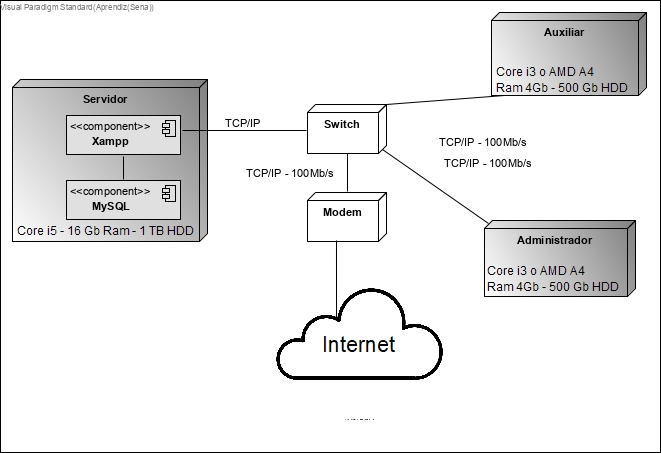 Visual Paradigm Standard(Aprendiz(Sena))
Auxiliar
Core i3 o AMD A4
Ram 4Gb - 500 Gb HDD
Servidor
<<component>>
Xampp
<<component>>
MySQL
Core i5 - 16 Gb Ram - 1 TB HDD
TCP/IP
Switch
TCP/IP - 100Mb/s
TCP/IP - 100Mb/s
TCP/IP - 100Mb/s
Modem
Administrador
Core i3 o AMD A4
Ram 4Gb - 500 Gb HDD
Internet